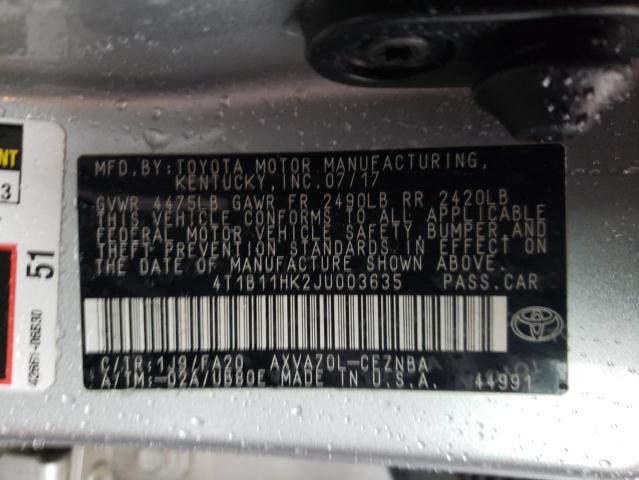 MFD.BY:TOYOTA MOTOR MANUFACTURING,
KENTUCKY, INC. 07/17
GVWR 4475LB GAWR FR 2490LB RR 2420LB
THIS VEHICLE CONFORMS TO ALL APPLICABLE
FEDERAL MOTOR VEHICLE SAFETY, BUMPER, AND
THEFT PREVENTION STANDARDS IN EFFECT ON
THE DATE OF MANUFACTURE SHOWN ABOVE.
4T1B11HK2JU003635 PASS.CAR
C/TR:1J9/FA20 AXVA70L-CEZNBA
A/TM:-02A/UB80E MADE IN U.S.A. 44991
51